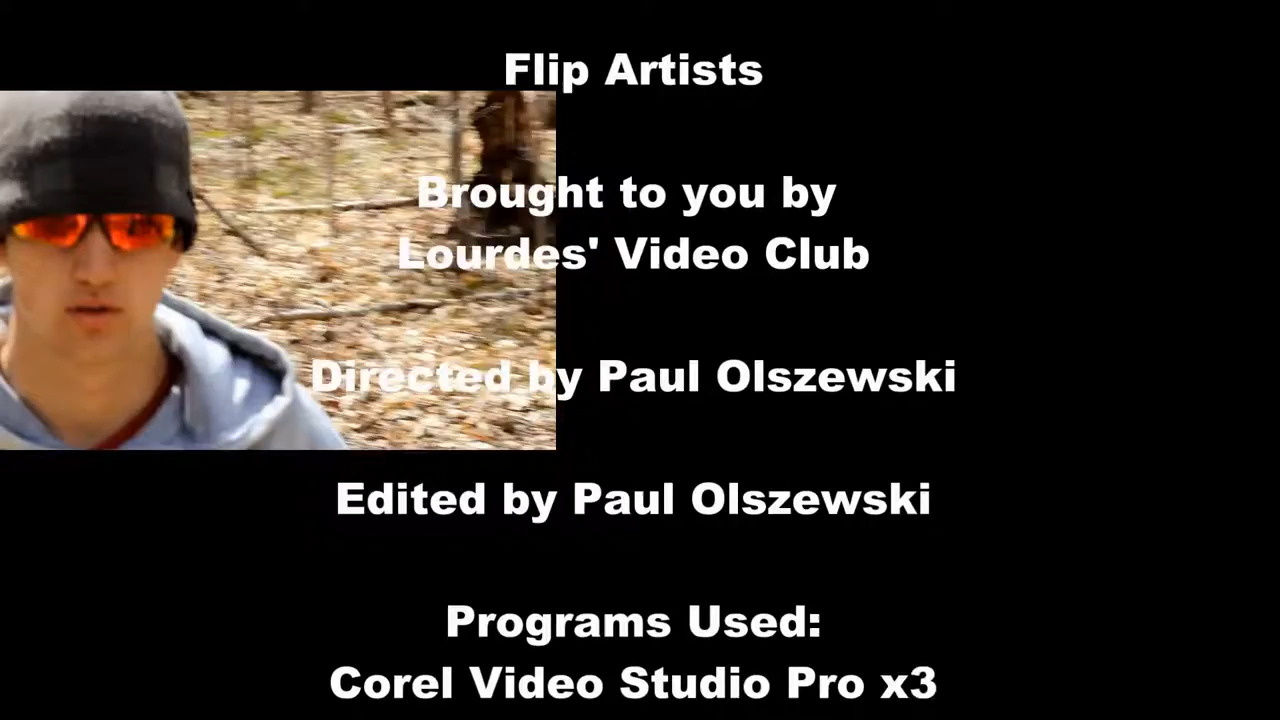 Flip Artists
Brought to you by
Lourdes' Video Club
Directed by Paul Olszewski
Edited by Paul Olszewski
Programs Used:
Corel Video Studio Pro x3